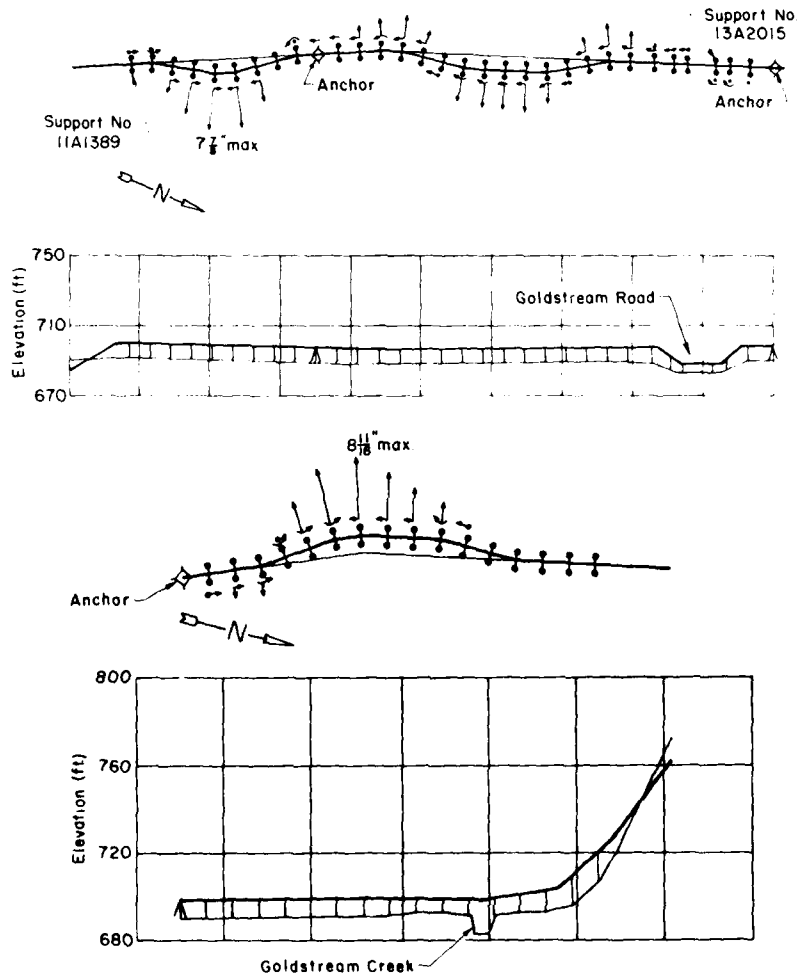 Support No.
13A2015
Anchor
Anchor
Support No
11A1389
7 7/8" max
N
750
710
670
Elevation (ft)
Goldstream Road
8 11/16" max
Anchor
N
800
760
720
680
Elevation (ft)
Goldstream Creek